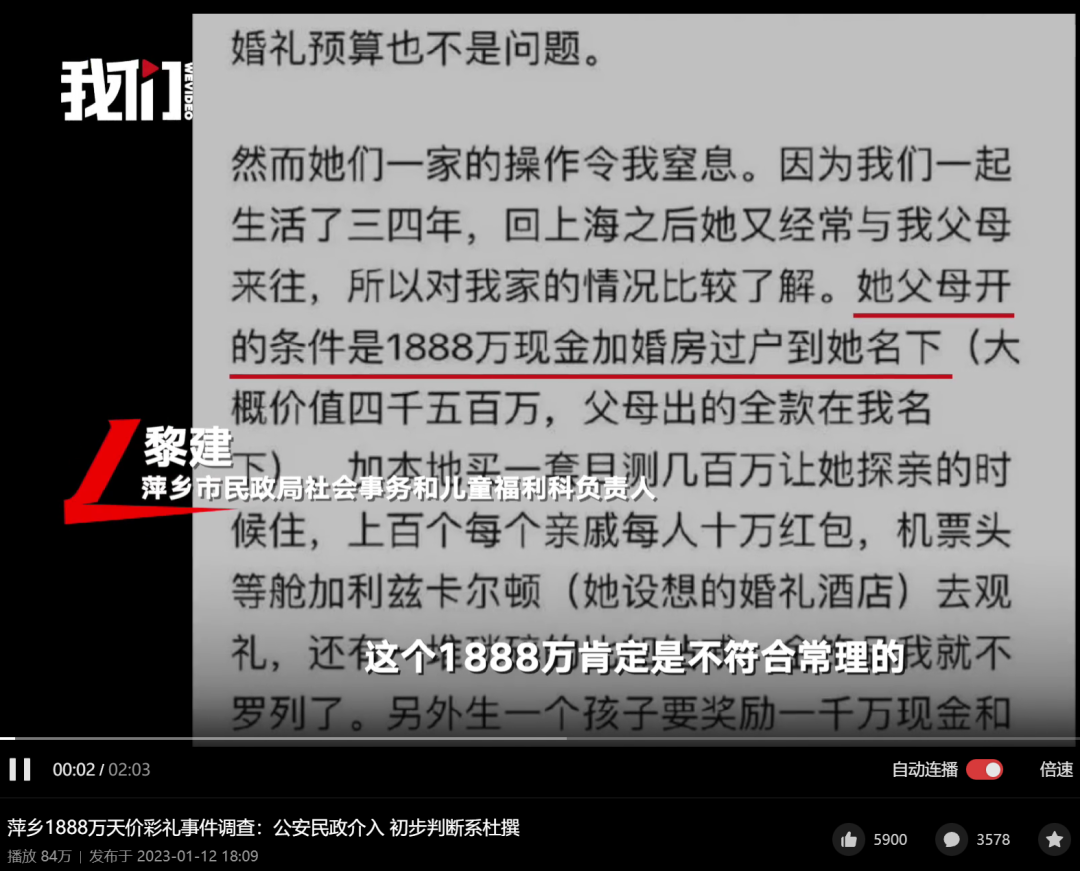 婚礼预算也不是问题。
我们
WEVIDEO
然而她们一家的操作令我窒息。因为我们一起
生活了三四年，回上海之后她又经常与我父母
来往，所以对我家的情况比较了解。她父母开
的条件是1888万现金加婚房过户到她名下（大
概价值四千五百万，父母出的全款在我名
黎建
下），加本地买一套目测几百万让她探亲的时
萍乡市民政局社会事务和儿童福利科负责人
候住，上百个每个亲戚每人十万红包，机票头
等舱加利兹卡尔顿（她设想的婚礼酒店）去观
礼，还有
我就不
这个1888万肯定是不符合常理的
罗列了。另外生一个孩子要奖励一千万现金和
00:02 / 02:03
自动连播
倍速
萍乡1888万天价彩礼事件调查：公安民政介入 初步判断系杜撰
5900
3578
播放 84万 | 发布于 2023-01-12 18:09